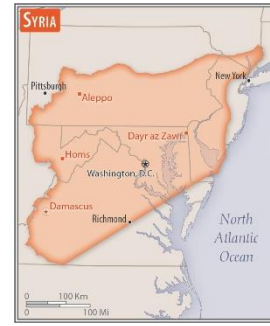 SYRIA
Pittsburgh
New York
Aleppo
Dayr az Zawr
Homs
Washington, D.C.
Damascus
Richmond
North
Atlantic
Ocean
0 100 Km
0 100 Mi